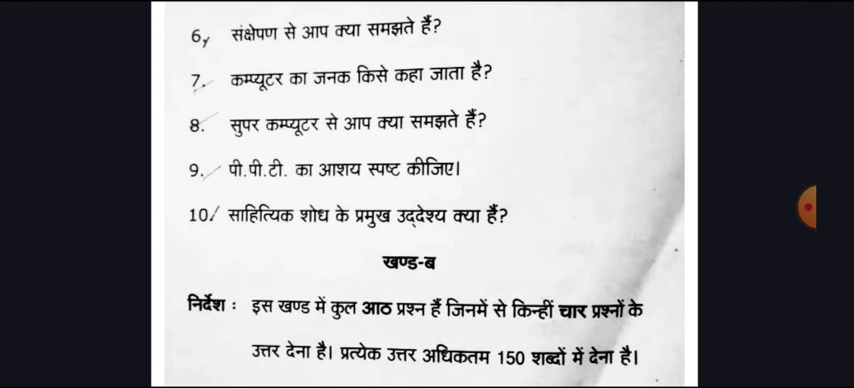 6, संक्षेपण से आप क्या समझते हैं?
7. कम्प्यूटर का जनक किसे कहा जाता है?
8. सुपर कम्प्यूटर से आप क्या समझते हैं?
9. पी.पी.टी. का आशय स्पष्ट कीजिए।
10. साहित्यिक शोध के प्रमुख उद्देश्य क्या हैं?
खण्ड-ब
निर्देश : इस खण्ड में कुल आठ प्रश्न हैं जिनमें से किन्हीं चार प्रश्नों के
उत्तर देना है। प्रत्येक उत्तर अधिकतम 150 शब्दों में देना है।